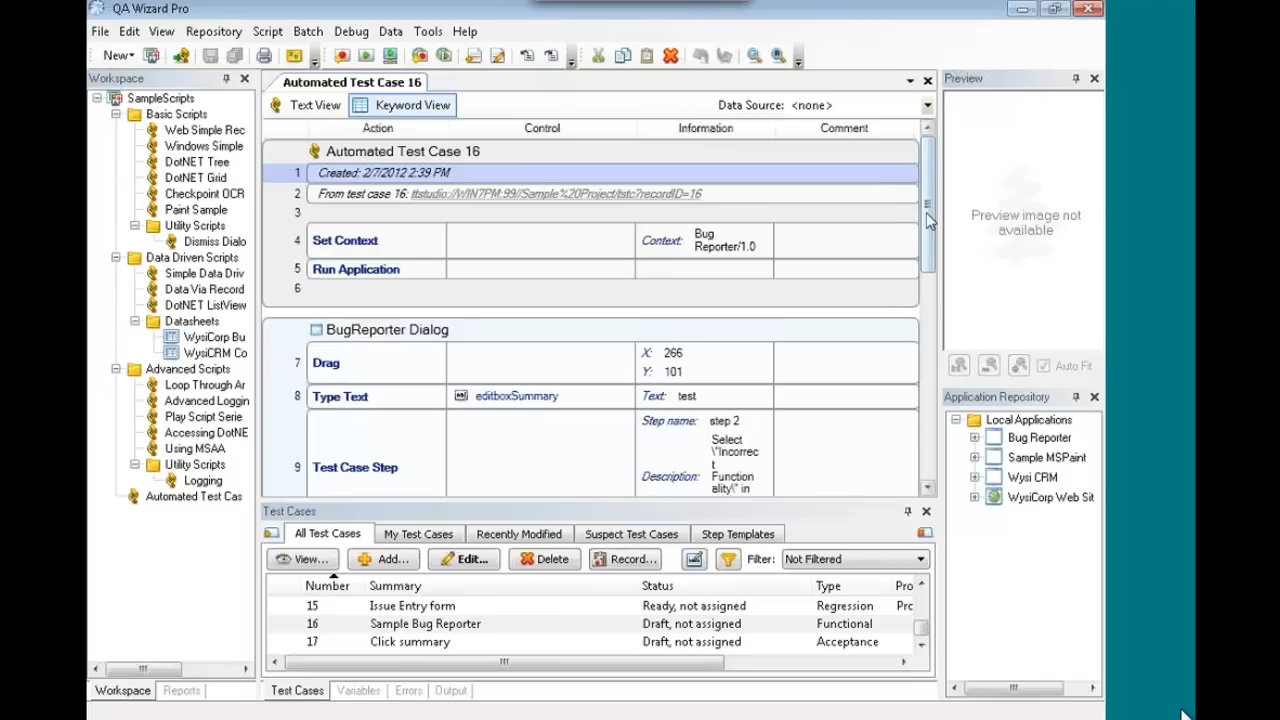 QA Wizard Pro
File Edit View Repository Script Batch Debug Data Tools Help
New
Workspace
SampleScripts
Basic Scripts
Web Simple Rec
Windows Simple
DotNET Tree
DotNET Grid
Checkpoint OCR
Paint Sample
Utility Scripts
Dismiss Dialo
Data Driven Scripts
Simple Data Driv
Data Via Record
DotNET ListView
Datasheets
WysiCorp Bu
WysiCRM Co
Advanced Scripts
Loop Through Ar
Advanced Loggin
Play Script Serie
Accessing DotNE
Using MSAA
Utility Scripts
Logging
Automated Test Cas
Workspace Reports
Automated Test Case 16
Text View Keyword View Data Source: <none>
Action Control Information Comment
Automated Test Case 16
1 Created: 2/7/2012 2:39 PM
2 From test case 16: ttstudio://WIN7PM:99//Sample%20Project/tstc?recordID=16
3
4 Set Context Context: Bug Reporter/1.0
5 Run Application
6
BugReporter Dialog
7 Drag X: 266
Y: 101
8 Type Text editboxSummary Text: test
9 Test Case Step Step name: step 2
Description: Select
\"Incorrec
t
Function
ality\" in
Test Cases
All Test Cases My Test Cases Recently Modified Suspect Test Cases Step Templates
View... Add... Edit... Delete Record... Filter: Not Filtered
Number Summary Status Type Pro
15 Issue Entry form Ready, not assigned Regression Prc
16 Sample Bug Reporter Draft, not assigned Functional
17 Click summary Draft, not assigned Acceptance
Test Cases Variables Errors Output
Preview
Preview image not
available
Auto Fit
Application Repository
Local Applications
Bug Reporter
Sample MSPaint
Wysi CRM
WysiCorp Web Sit